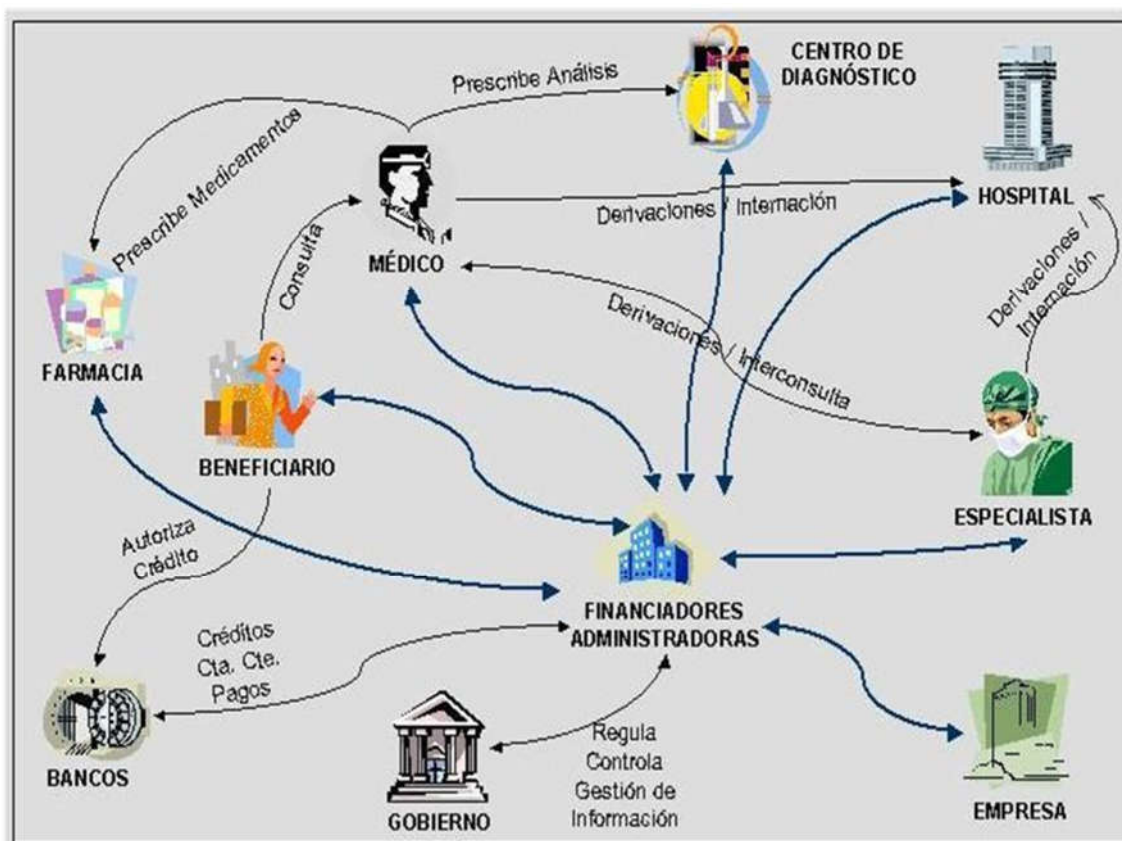 CENTRO DE
DIAGNÓSTICO
Prescribe Análisis
Prescribe Medicamentos
HOSPITAL
Derivaciones / Internación
MÉDICO
Consulta
Derivaciones /
Internación
Derivaciones / Interconsulta
FARMACIA
BENEFICIARIO
ESPECIALISTA
Autoriza
Crédito
FINANCIADORES
ADMINISTRADORAS
Créditos
Cta. Cte.
Pagos
BANCOS
Regula
Controla
Gestión de
Información
GOBIERNO
EMPRESA